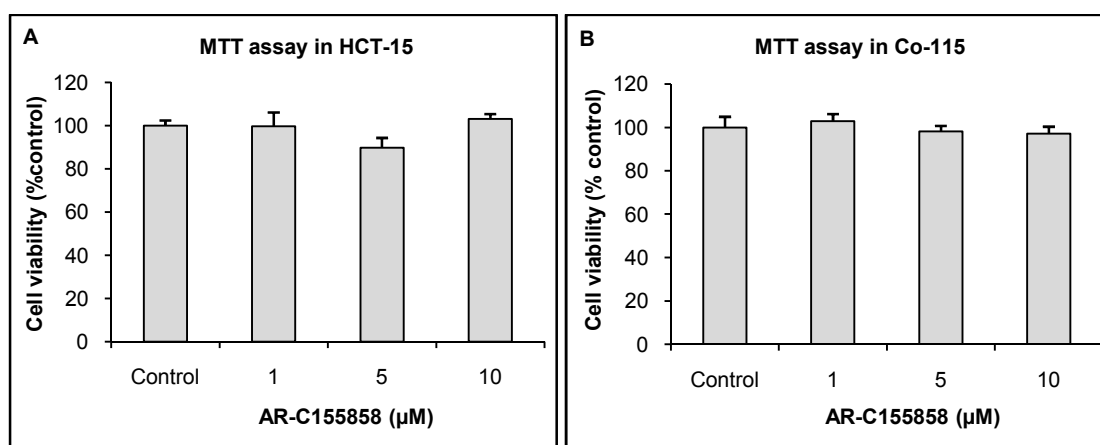 A
MTT assay in HCT-15
Cell viability (%control)
120
100
80
60
40
20
0
Control 1 5 10
AR-C155858 (µM)
B
MTT assay in Co-115
Cell viability (% control)
120
100
80
60
40
20
0
Control 1 5 10
AR-C155858 (µM)